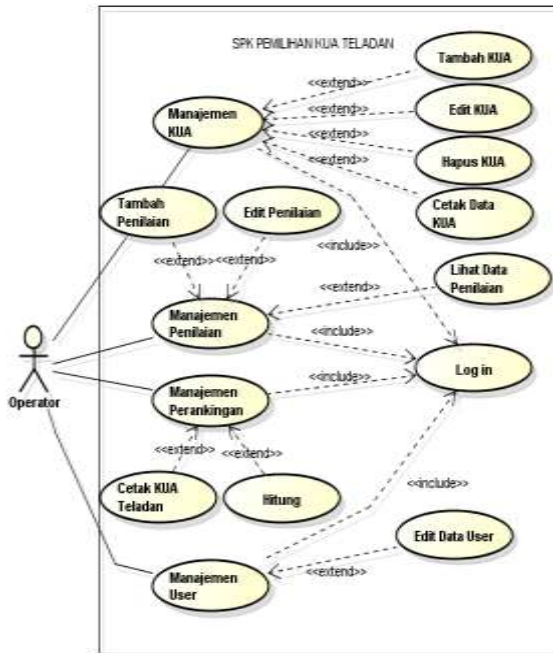 SPK PEMILIHAN KUA TELADAN
Tambah KUA
<<extend>>
Edit KUA
<<extend>>
Manajemen
KUA
<<extend>>
Hapus KUA
<<extend>>
Cetak Data
KUA
Tambah
Penilaian
Edit Penilaian
<<include>>
<<extend>>
<<extend>>
Lihat Data
Penilaian
<<extend>>
Manajemen
Penilaian
<<include>>
Log in
Operator
Manajemen
Perankingan
<<include>>
<<extend>>
<<extend>>
Cetak KUA
Teladan
Hitung
<<include>>
Edit Data User
<<extend>>
Manajemen
User